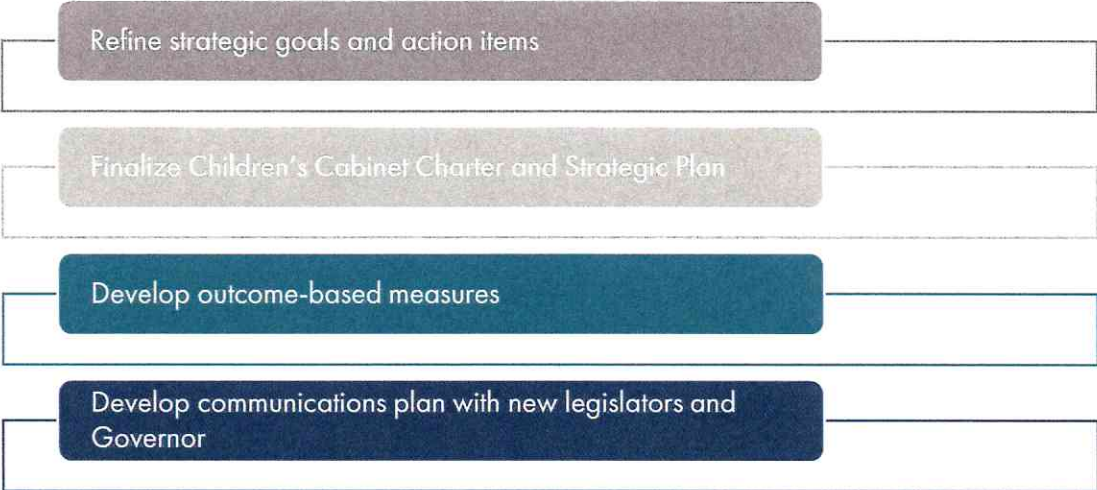 Refine strategic goals and action items
Finalize Children's Cabinet Charter and Strategic Plan
Develop outcome-based measures
Develop communications plan with new legislators and
Governor